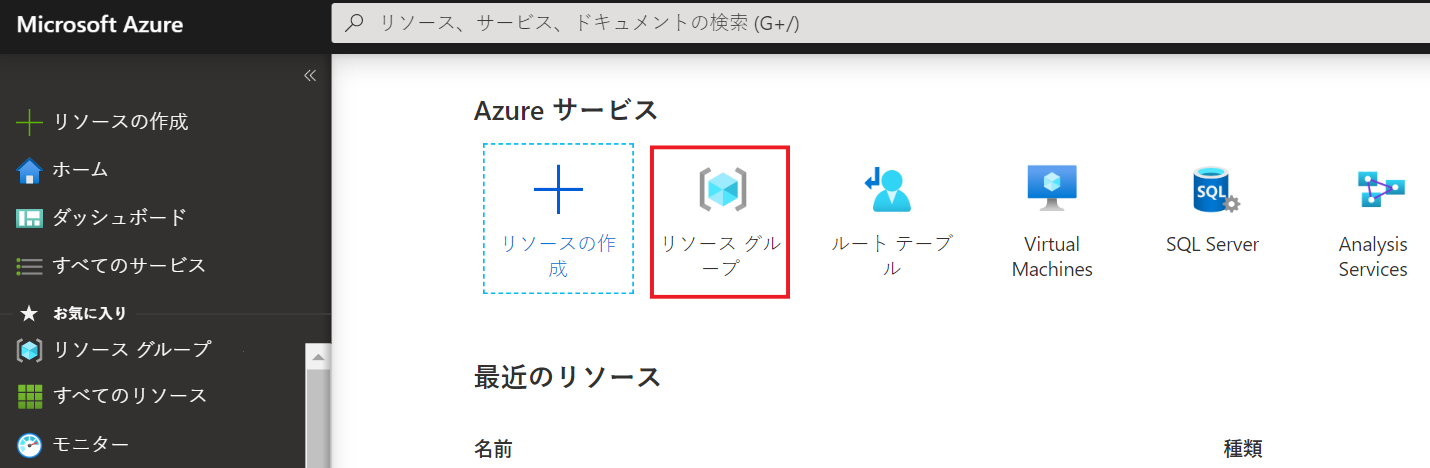 Microsoft Azure
リソース、サービス、ドキュメントの検索 (G+/)
リソースの作成
ホーム
ダッシュボード
すべてのサービス
お気に入り
リソース グループ
すべてのリソース
モニター
Azure サービス
リソースの作
成
リソース グル
ープ
ルート テーブ
ル
Virtual
Machines
SQL Server
Analysis
Services
最近のリソース
名前
種類